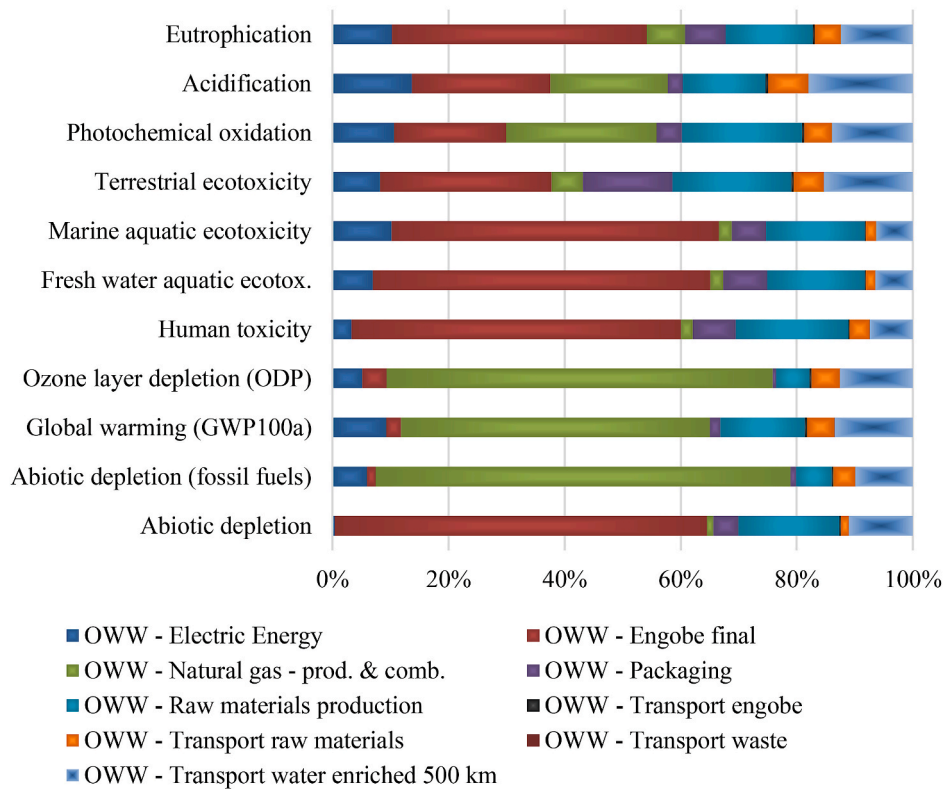 Eutrophication
Acidification
Photochemical oxidation
Terrestrial ecotoxicity
Marine aquatic ecotoxicity
Fresh water aquatic ecotox.
Human toxicity
Ozone layer depletion (ODP)
Global warming (GWP100a)
Abiotic depletion (fossil fuels)
Abiotic depletion
0% 20% 40% 60% 80% 100%
OWW - Electric Energy OWW - Engobe final
OWW - Natural gas - prod. & comb. OWW - Packaging
OWW - Raw materials production OWW - Transport engobe
OWW - Transport raw materials OWW - Transport waste
OWW - Transport water enriched 500 km